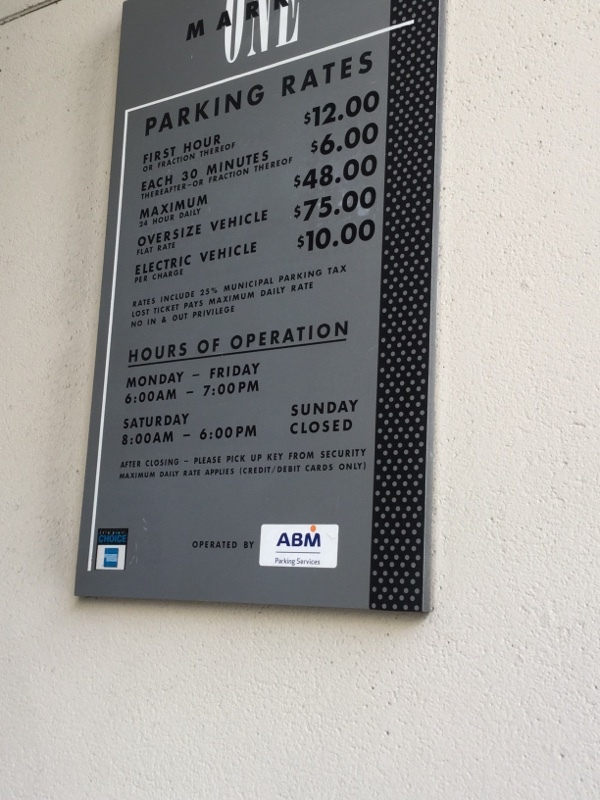 MARK
ONE
PARKING RATES
FIRST HOUR $12.00
OR FRACTION THEREOF
EACH 30 MINUTES $6.00
THEREAFTER-OR FRACTION THEREOF
MAXIMUM $48.00
24 HOUR DAILY
OVERSIZE VEHICLE $75.00
FLAT RATE
ELECTRIC VEHICLE $10.00
PER CHARGE
RATES INCLUDE 25% MUNICIPAL PARKING TAX
LOST TICKET PAYS MAXIMUM DAILY RATE
NO IN & OUT PRIVILEGE
HOURS OF OPERATION
MONDAY – FRIDAY
6:00AM – 7:00PM
SATURDAY
8:00AM – 6:00PM
SUNDAY
CLOSED
AFTER CLOSING – PLEASE PICK UP KEY FROM SECURITY
MAXIMUM DAILY RATE APPLIES (CREDIT/DEBIT CARDS ONLY)
CHOICE
OPERATED BY
ABM
Parking Services